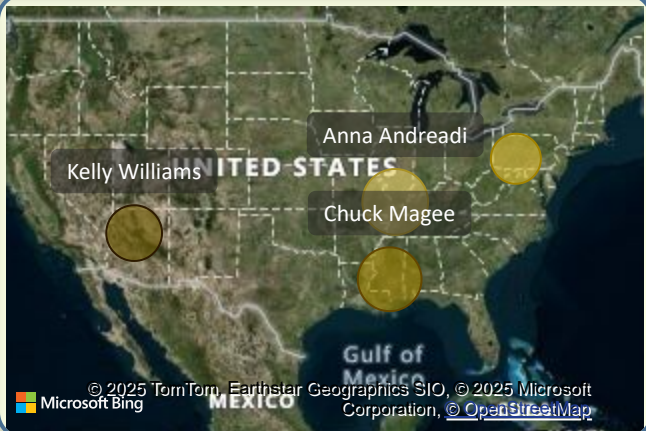 Anna Andreadi
UNITED STATES
Kelly Williams
Chuck Magee
Gulf of
Mexico
© 2025 TomTom, Earthstar Geographics SIO, © 2025 Microsoft
Corporation, © OpenStreetMap
Microsoft Bing
MEXICO